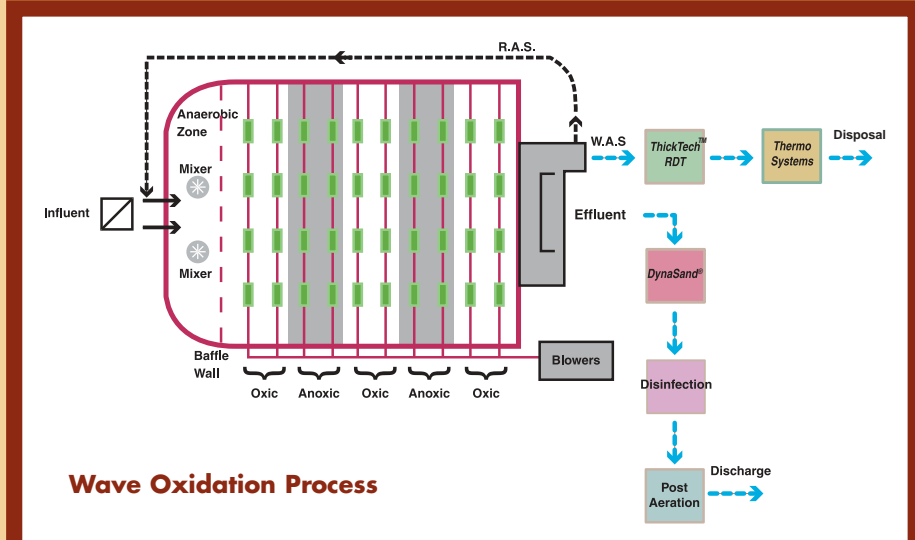 R.A.S.
Anaerobic
Zone
Mixer
Influent
Mixer
Baffle
Wall
Oxic
Anoxic
Oxic
Anoxic
Oxic
Blowers
W.A.S
ThickTech™
RDT
Thermo
Systems
Disposal
Effluent
DynaSand®
Disinfection
Post
Aeration
Discharge
Wave Oxidation Process